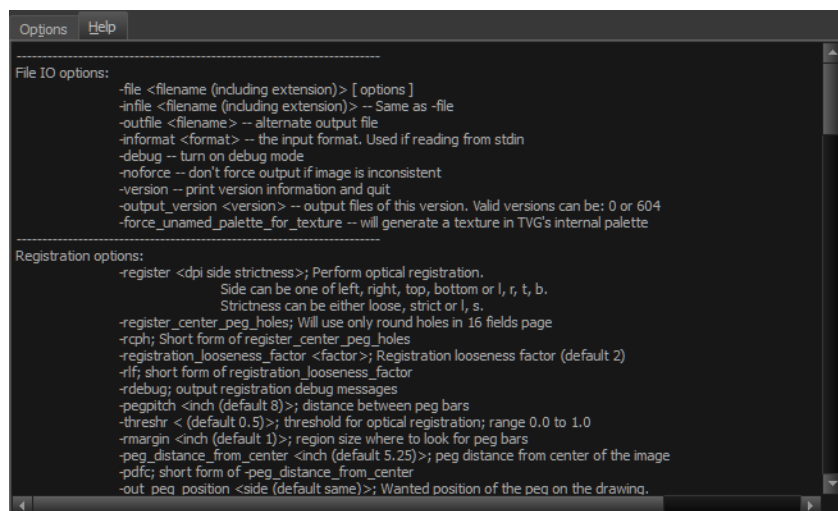 Options Help
----------------------------------------------------------------------
File IO options:
-file <filename (including extension)> [ options ]
-infile <filename (including extension)> -- Same as -file
-outfile <filename> -- alternate output file
-informat <format> -- the input format. Used if reading from stdin
-debug -- turn on debug mode
-noforce -- don't force output if image is inconsistent
-version -- print version information and quit
-output_version <version> -- output files of this version. Valid versions can be: 0 or 604
-force_unamed_palette_for_texture -- will generate a texture in TVG's internal palette
----------------------------------------------------------------------
Registration options:
-register <dpi side strictness>; Perform optical registration.
Side can be one of left, right, top, bottom or l, r, t, b.
Strictness can be either loose, strict or l, s.
-register_center_peg_holes; Will use only round holes in 16 fields page
-rcph; Short form of register_center_peg_holes
-registration_looseness_factor <factor>; Registration looseness factor (default 2)
-rlf; short form of registration_looseness_factor
-rdebug; output registration debug messages
-pegpitch <inch (default 8)>; distance between peg bars
-threshr < (default 0.5)>; threshold for optical registration; range 0.0 to 1.0
-rmargin <inch (default 1)>; region size where to look for peg bars
-peg_distance_from_center <inch (default 5.25)>; peg distance from center of the image
-pdfc; short form of -peg_distance_from_center
-out_peg_position <side (default same)>; Wanted position of the peg on the drawing.